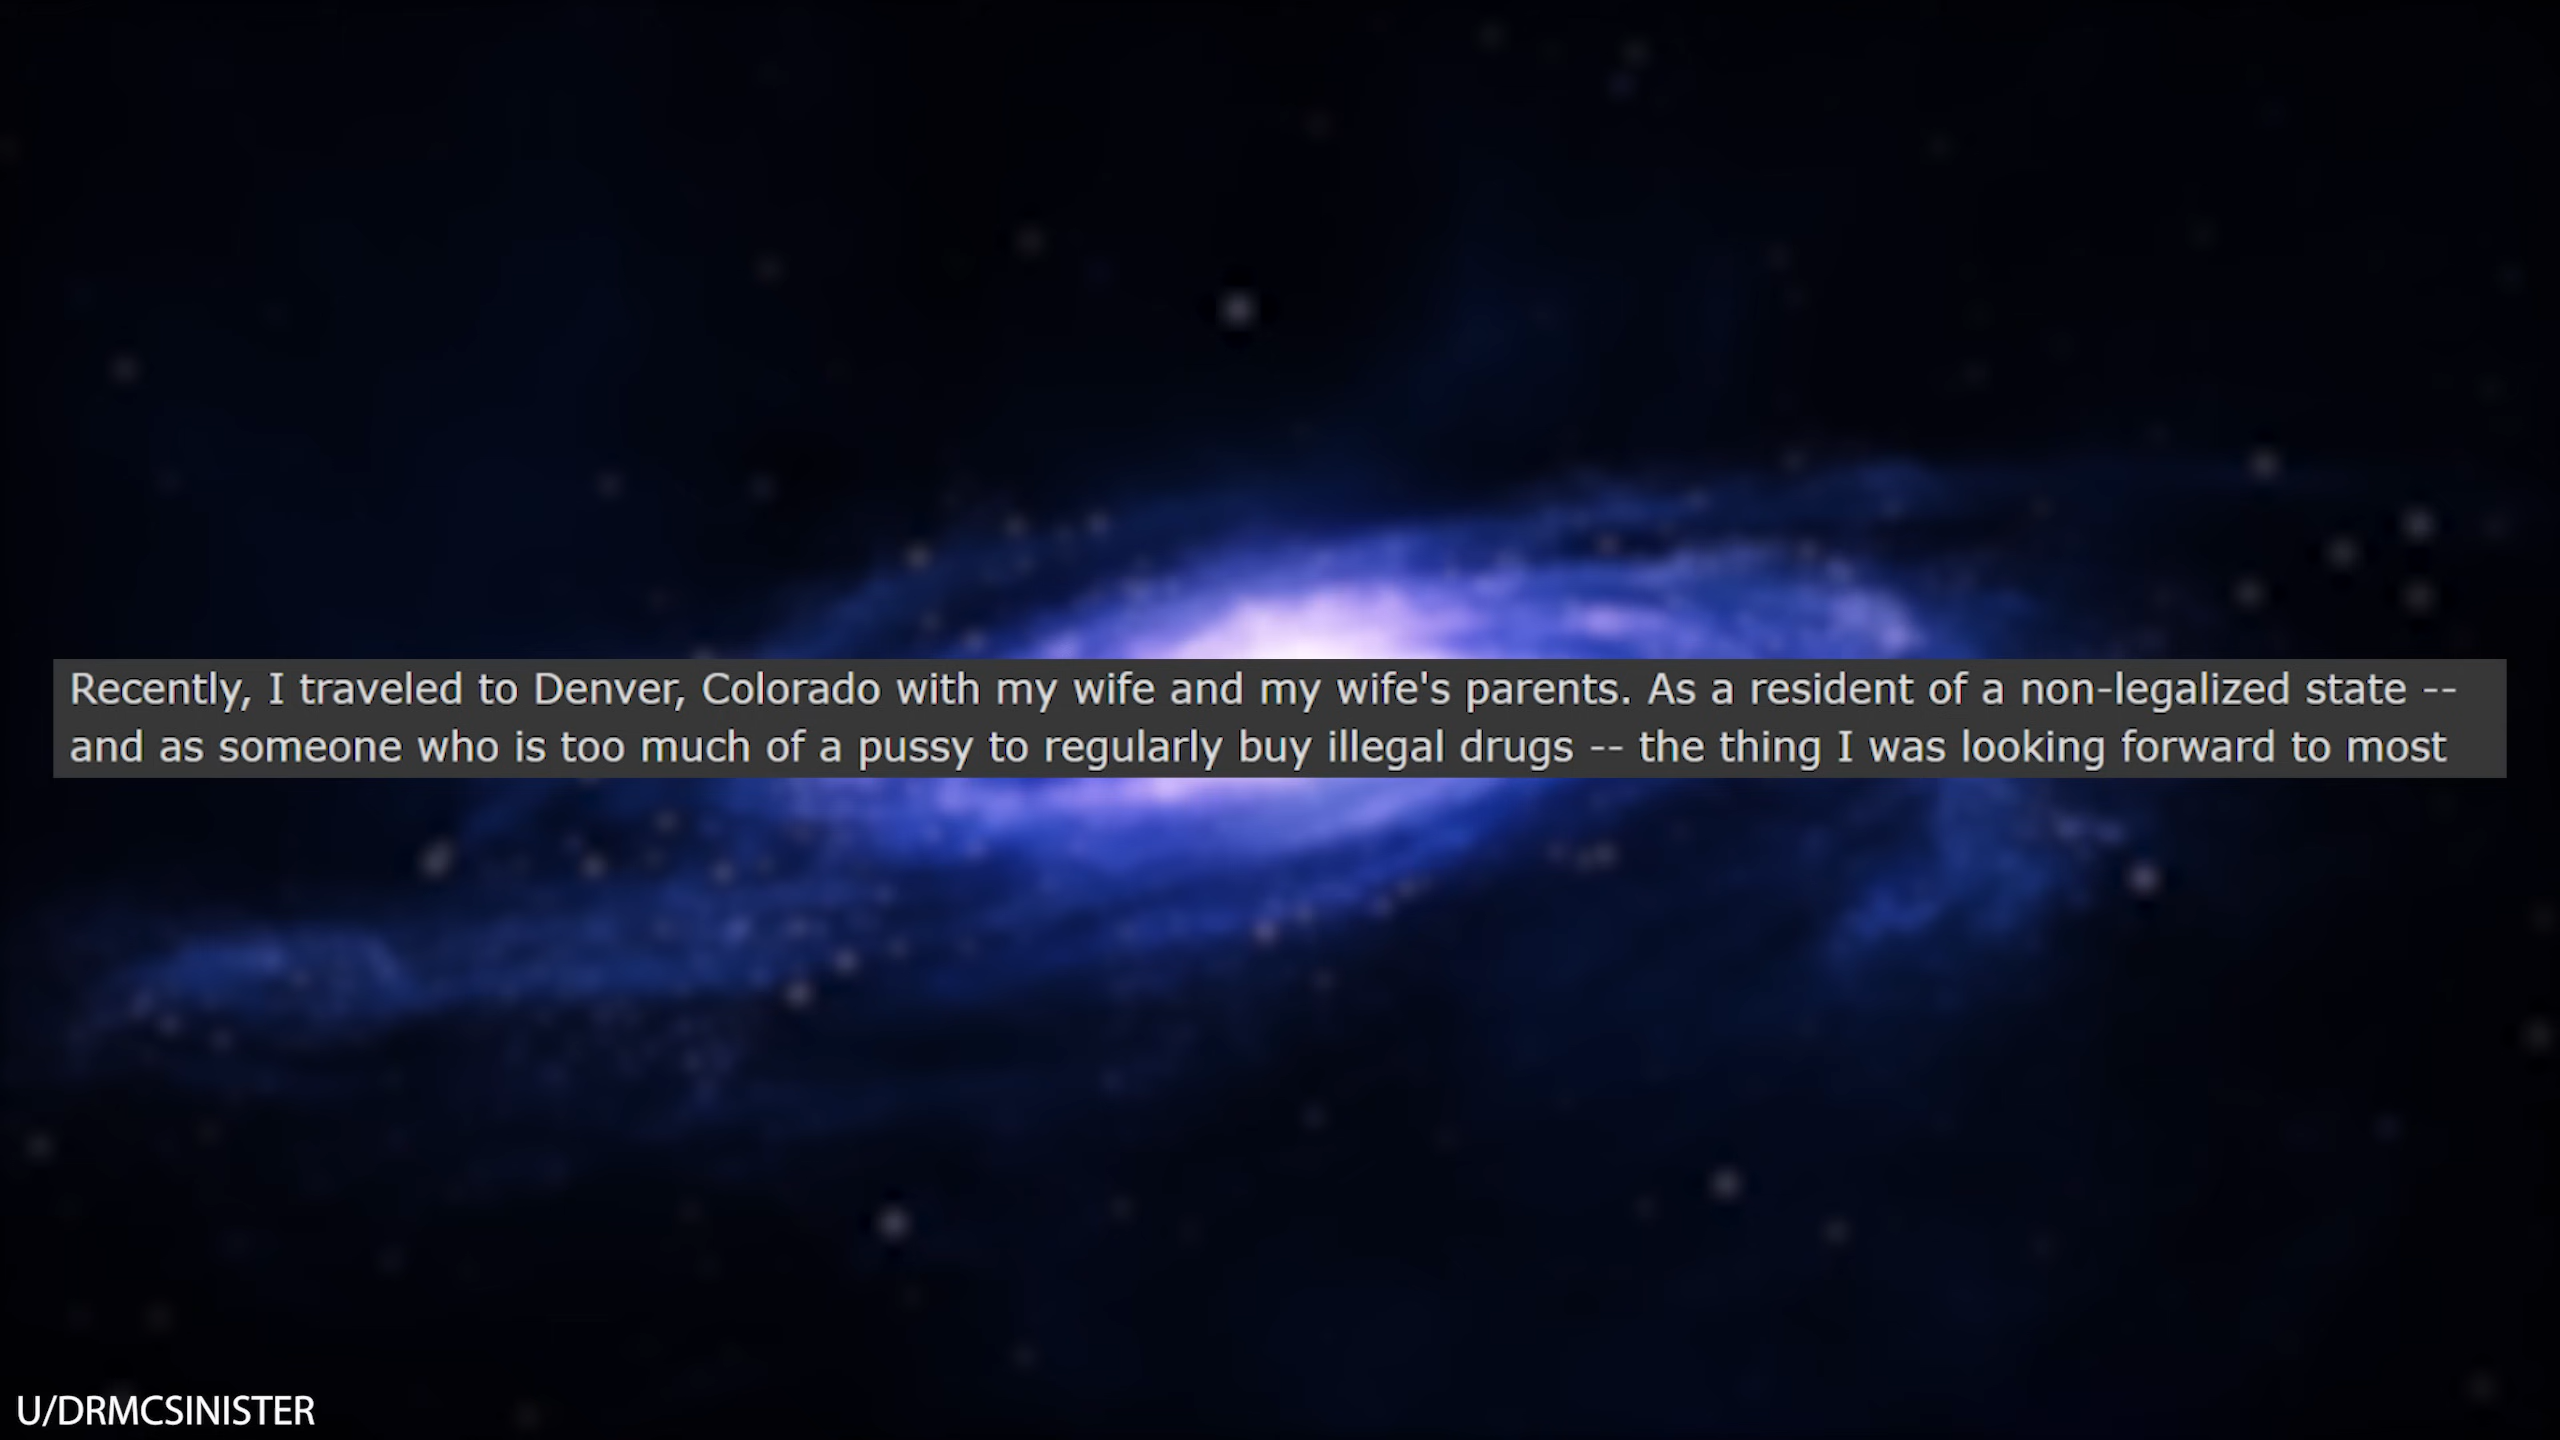 Recently, I traveled to Denver, Colorado with my wife and my wife's parents. As a resident of a non-legalized state --
and as someone who is too much of a pussy to regularly buy illegal drugs -- the thing I was looking forward to most
U/DRMCSINISTER